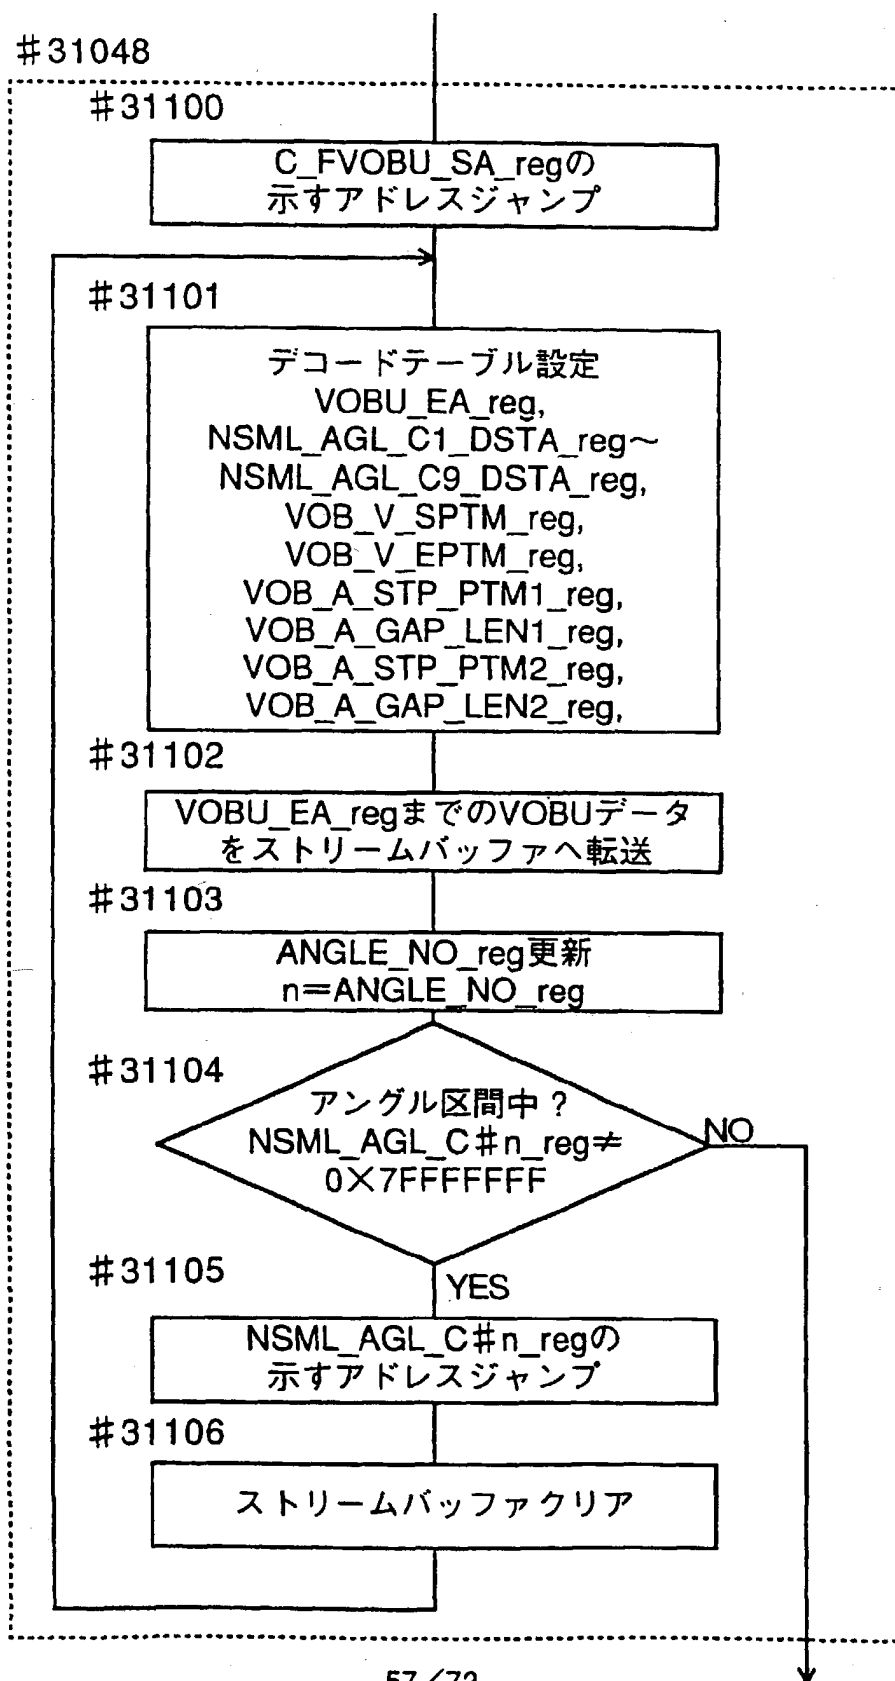 #31048
#31100
C_FVOBU_SA_regの
示すアドレスジャンプ
#31101
デコードテーブル設定
VOBU_EA_reg,
NSML_AGL_C1_DSTA_reg〜
NSML_AGL_C9_DSTA_reg,
VOB_V_SPTM_reg,
VOB_V_EPTM_reg,
VOB_A_STP_PTM1_reg,
VOB_A_GAP_LEN1_reg,
VOB_A_STP_PTM2_reg,
VOB_A_GAP_LEN2_reg,
#31102
VOBU_EA_regまでのVOBUデータ
をストリームバッファへ転送
#31103
ANGLE_NO_reg更新
n=ANGLE_NO_reg
#31104
アングル区間中?
NSML_AGL_C#n_reg≠
0×7FFFFFFF
NO
#31105
YES
NSML_AGL_C#n_regの
示すアドレスジャンプ
#31106
ストリームバッファクリア